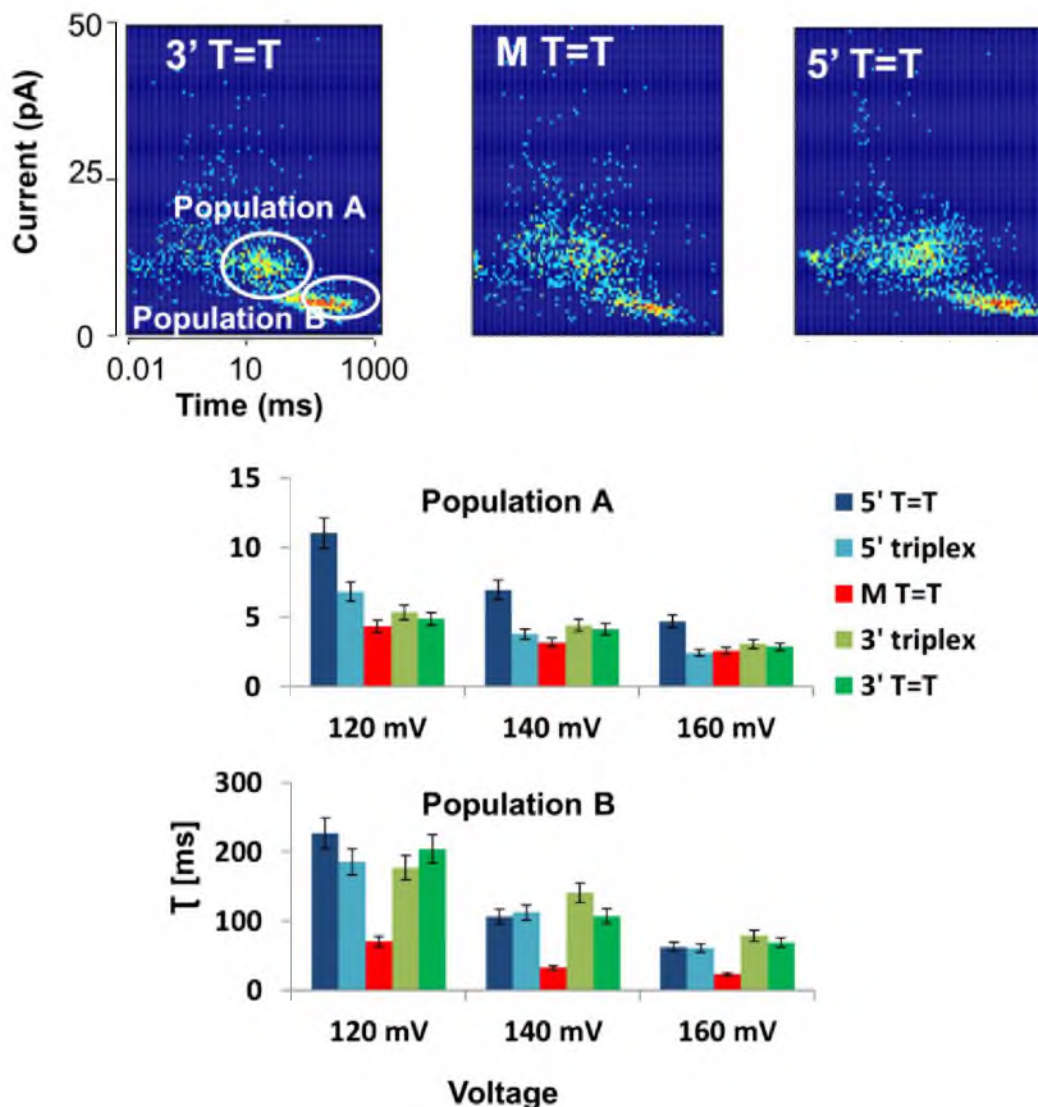 50
25
0
Current (pA)
3' T=T
M T=T
5' T=T
Population A
Population B
0.01 10 1000
Time (ms)
15
10
5
0
Population A
120 mV 140 mV 160 mV
5' T=T
5' triplex
M T=T
3' triplex
3' T=T
300
200
100
0
τ [ms]
Population B
120 mV 140 mV 160 mV
Voltage